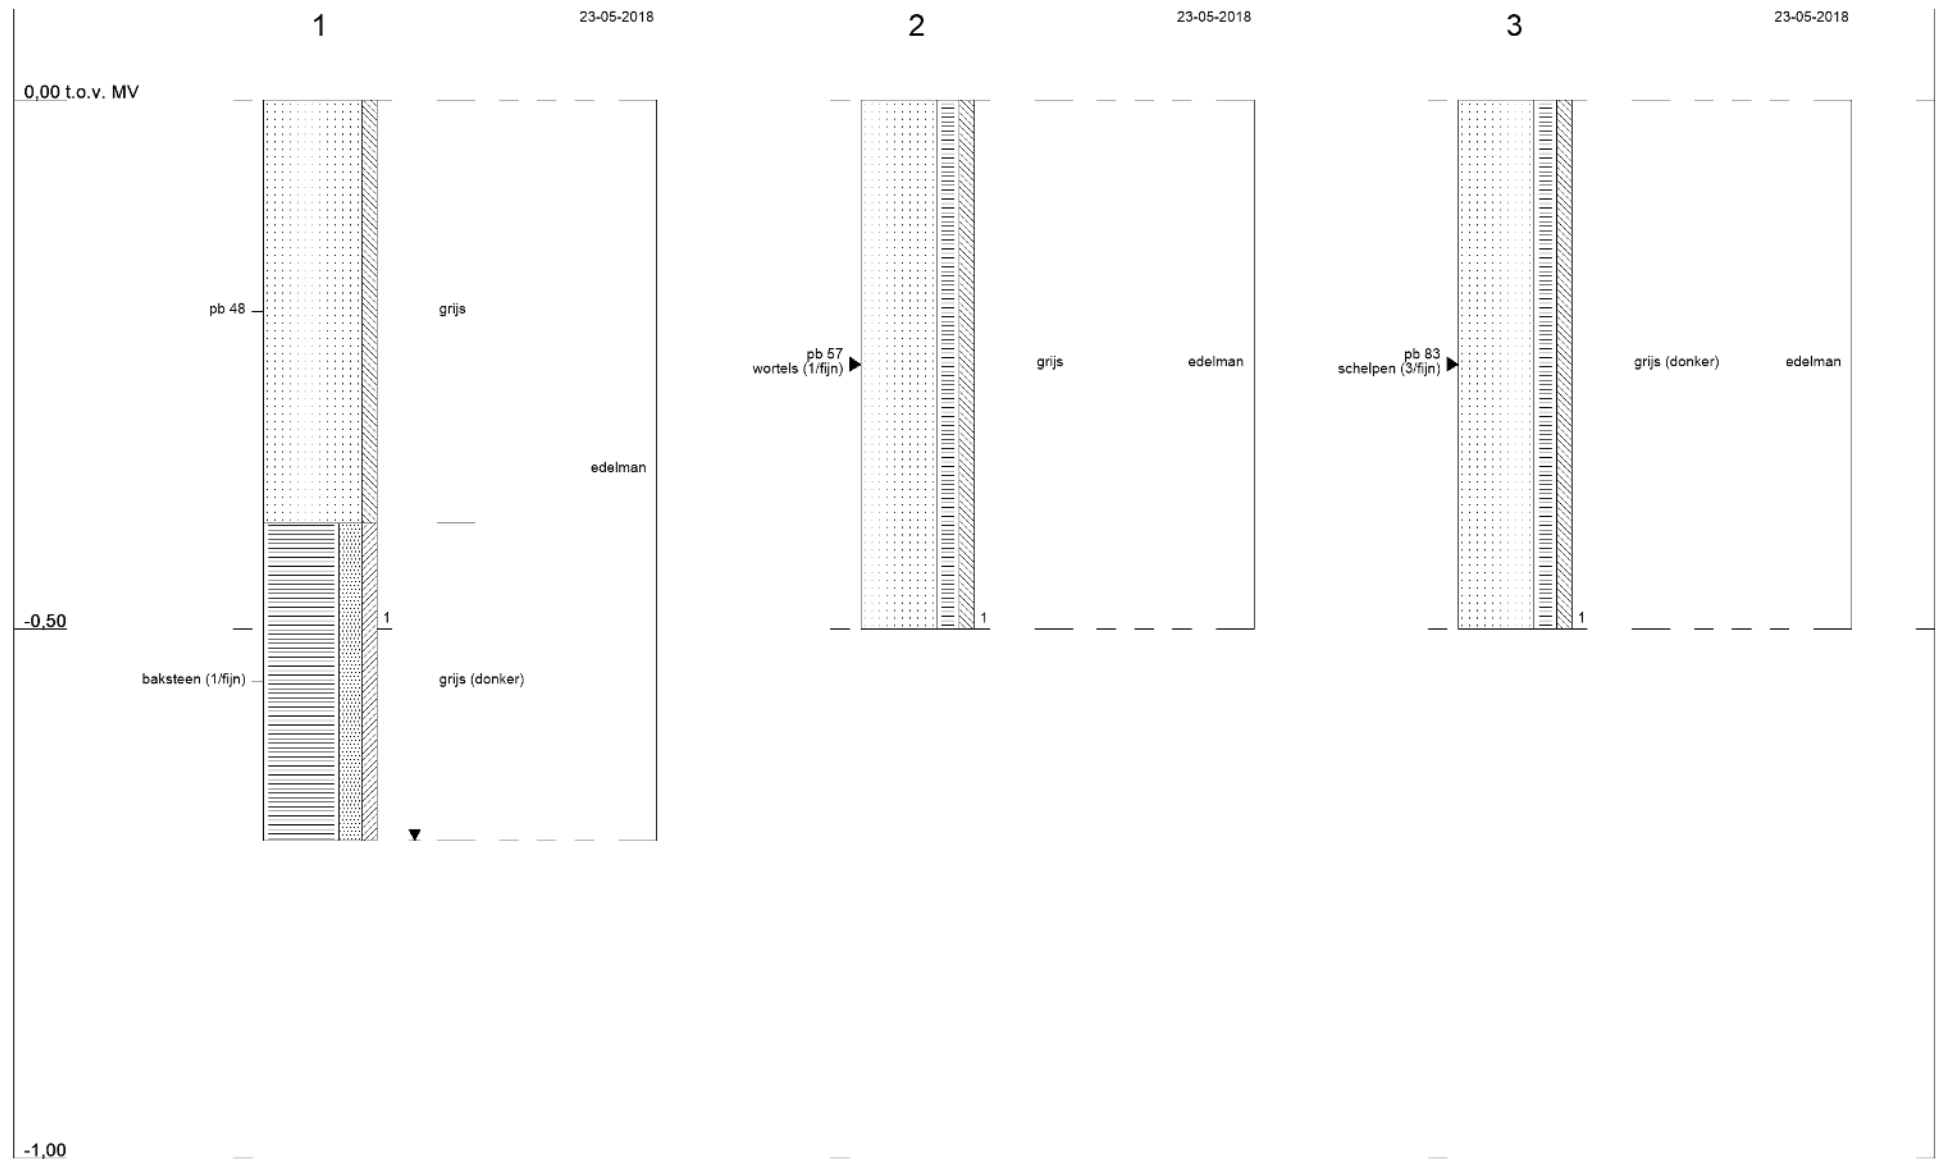 1
23-05-2018
2
23-05-2018
3
23-05-2018
0,00 t.o.v. MV
pb 48
grijs
pb 57
wortels (1/fijn)
grijs
edelman
pb 83
schelpen (3/fijn)
grijs (donker)
edelman
edelman
-0,50
1
1
1
baksteen (1/fijn)
grijs (donker)
-1,00